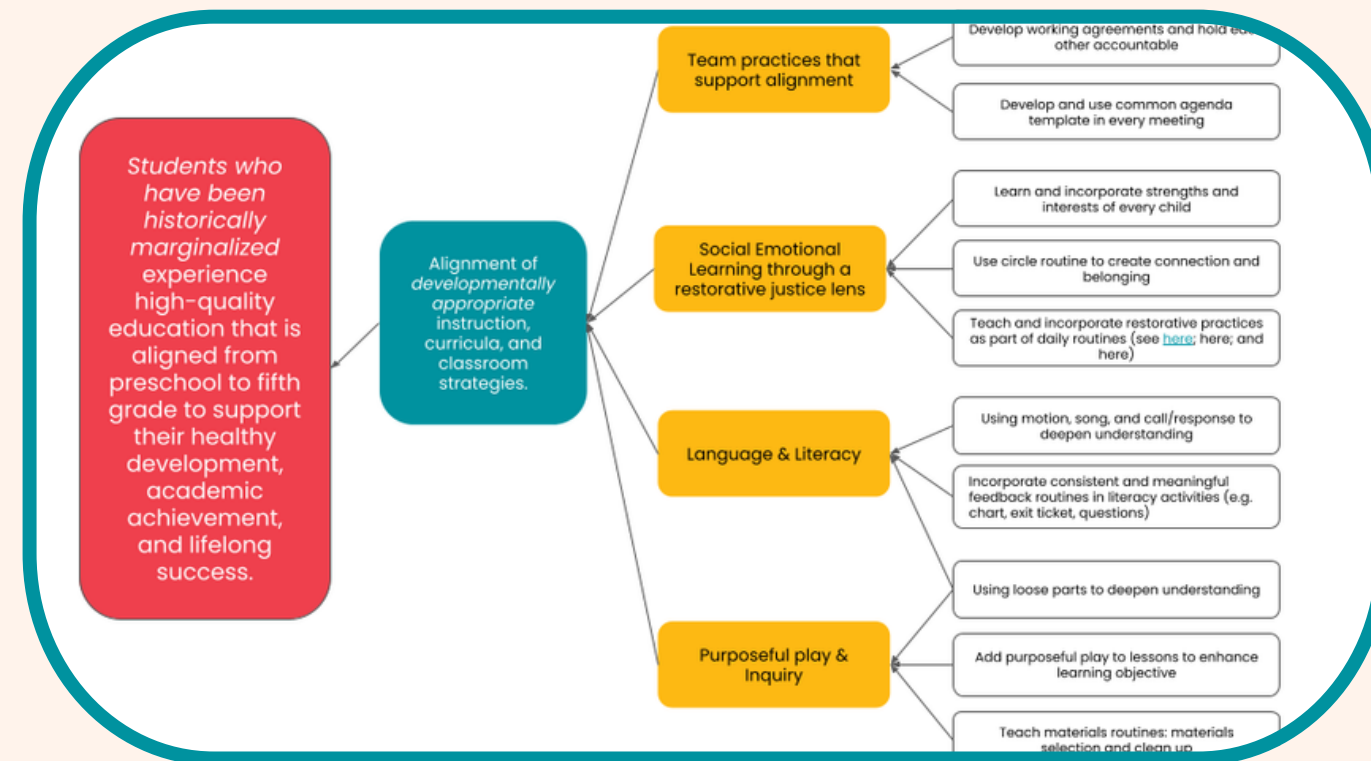 Students who
have been
historically
marginalized
experience
high-quality
education that is
aligned from
preschool to fifth
grade to support
their healthy
development,
academic
achievement,
and lifelong
success.
Alignment of
developmentally
appropriate
instruction,
curricula, and
classroom
strategies.
Team practices that
support alignment
Social Emotional
Learning through a
restorative justice lens
Language & Literacy
Purposeful play &
Inquiry
Develop working agreements and hold
other accountable
Develop and use common agenda
template in every meeting
Learn and incorporate strengths and
interests of every child
Use circle routine to create connection and
belonging
Teach and incorporate restorative practices
as part of daily routines (see here; here; and
here)
Using motion, song, and call/response to
deepen understanding
Incorporate consistent and meaningful
feedback routines in literacy activities (e.g.
chart, exit ticket, questions)
Using loose parts to deepen understanding
Add purposeful play to lessons to enhance
learning objective
Teach materials routines: materials
selection and clean up